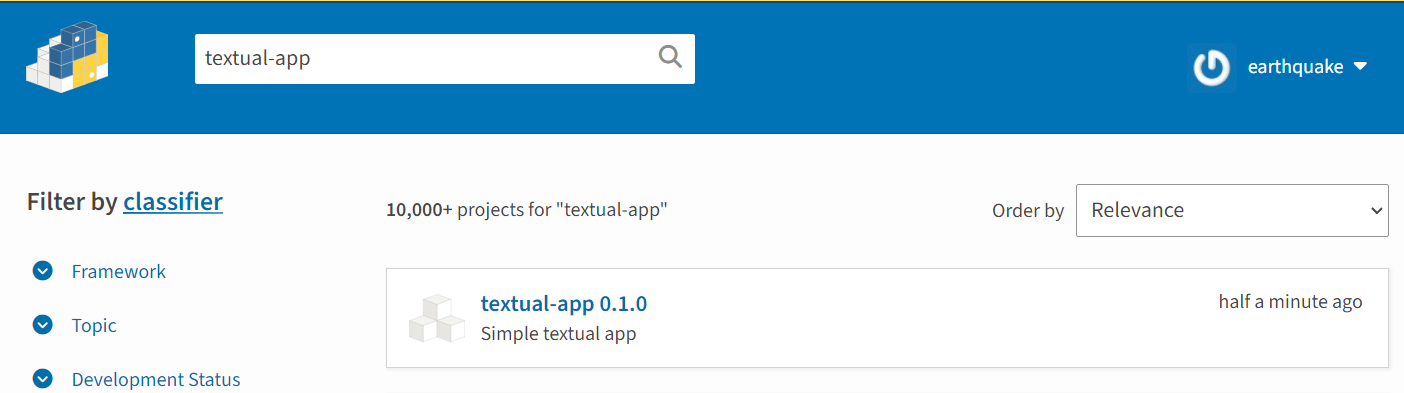 textual-app
earthquake
Filter by classifier
10,000+ projects for "textual-app"
Order by
Relevance
Framework
Topic
Development Status
textual-app 0.1.0
half a minute ago
Simple textual app